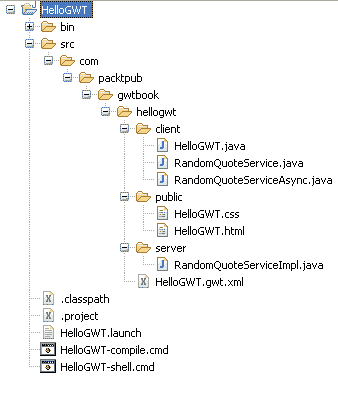 HelloGWT
bin
src
com
packtpub
gwtbook
hellogwt
client
HelloGWT.java
RandomQuoteService.java
RandomQuoteServiceAsync.java
public
HelloGWT.css
HelloGWT.html
server
RandomQuoteServiceImpl.java
HelloGWT.gwt.xml
.classpath
.project
HelloGWT.launch
HelloGWT-compile.cmd
HelloGWT-shell.cmd